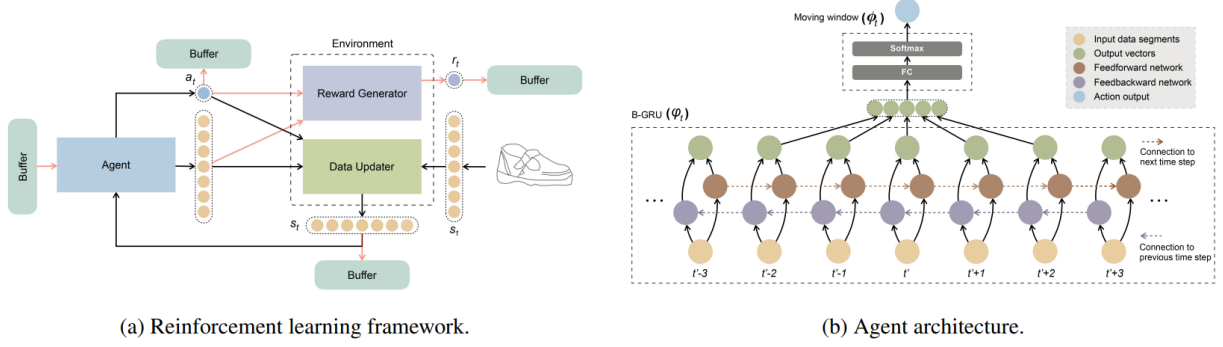 Buffer
a_t
Environment
r_t
Buffer
Reward Generator
Buffer
Agent
Data Updater
s_t
s_t
Buffer
(a) Reinforcement learning framework.
Moving window (ϕ_t)
Softmax
FC
Input data segments
Output vectors
Feedforward network
Feedbackward network
Action output
B-GRU (φ_t)
Connection to
next time step
...
...
Connection to
previous time step
t'-3
t'-2
t'-1
t'
t'+1
t'+2
t'+3
(b) Agent architecture.